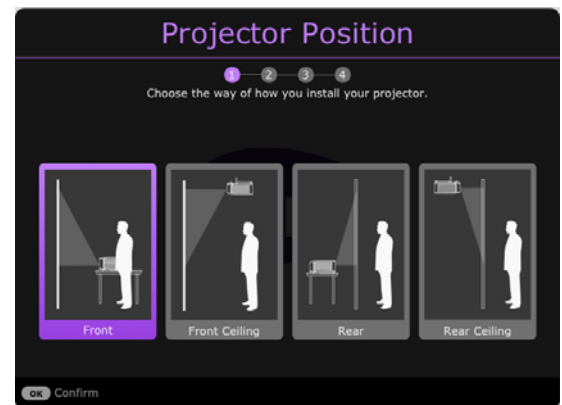 Projector Position
1 2 3 4
Choose the way of how you install your projector.
Front Front Ceiling Rear Rear Ceiling
OK Confirm